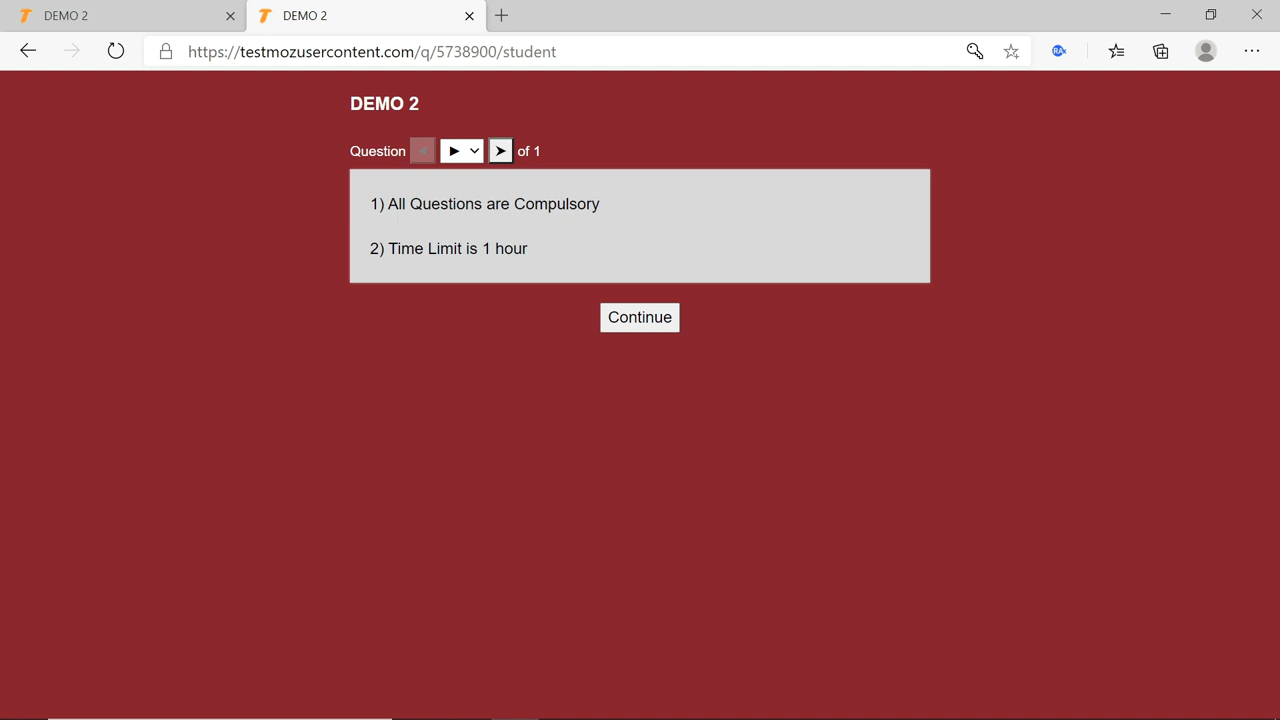 DEMO 2
DEMO 2
https://testmozusercontent.com/q/5738900/student
DEMO 2
Question of 1
1) All Questions are Compulsory
2) Time Limit is 1 hour
Continue